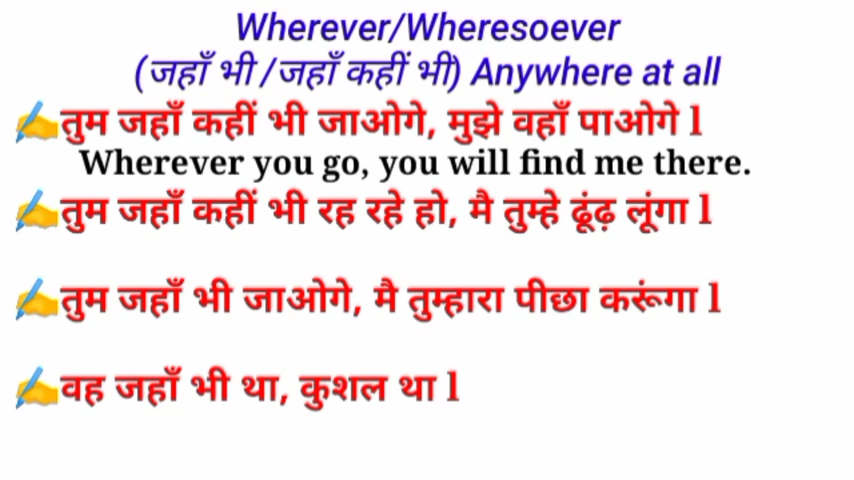 Wherever/Wheresoever
(जहाँ भी/जहाँ कहीं भी) Anywhere at all
✍️तुम जहाँ कहीं भी जाओगे, मुझे वहाँ पाओगे l
Wherever you go, you will find me there.
✍️तुम जहाँ कहीं भी रह रहे हो, मै तुम्हे ढूंढ़ लूंगा l
✍️तुम जहाँ भी जाओगे, मै तुम्हारा पीछा करूंगा l
✍️वह जहाँ भी था, कुशल था l